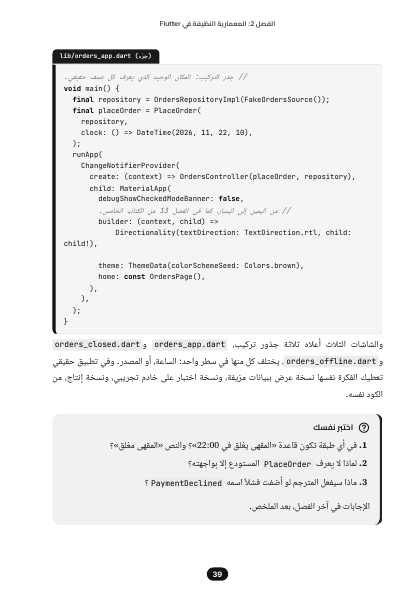 الفصل 2: المعمارية النظيفة في Flutter
lib/orders_app.dart (جزء)
// جذر التركيب: المكان الوحيد الذي يعرف كل صنف حقيقي.
void main() {
  final repository = OrdersRepositoryImpl(FakeOrdersSource());
  final placeOrder = PlaceOrder(
    repository,
    clock: () => DateTime(2026, 11, 22, 10),
  );
  runApp(
    ChangeNotifierProvider(
      create: (context) => OrdersController(placeOrder, repository),
      child: MaterialApp(
        debugShowCheckedModeBanner: false,
        // من اليمين إلى اليسار، كما في الفصل 13 من الكتاب الخامس.
        builder: (context, child) =>
            Directionality(textDirection: TextDirection.rtl, child:
child!),
        theme: ThemeData(colorSchemeSeed: Colors.brown),
        home: const OrdersPage(),
      ),
    ),
  );
}
والشاشات الثلاث أعلاه ثلاثة جذور تركيب، orders_app.dart و orders_closed.dart
و orders_offline.dart، يختلف كل منها في سطر واحد: الساعة، أو المصدر. وفي تطبيق حقيقي
تعطيك الفكرة نفسها نسخة عرض ببيانات مزيفة، ونسخة اختبار على خادم تجريبي، ونسخة إنتاج، من
الكود نفسه.
اختبر نفسك
1. في أي طبقة تكون قاعدة «المقهى يغلق في 22:00»؟ والنص «المقهى مغلق»؟
2. لماذا لا يعرف PlaceOrder المستودع إلا بواجهته؟
3. ماذا سيفعل المترجم لو أضفت فشلًا اسمه PaymentDeclined ؟
الإجابات في آخر الفصل، بعد الملخص.
39